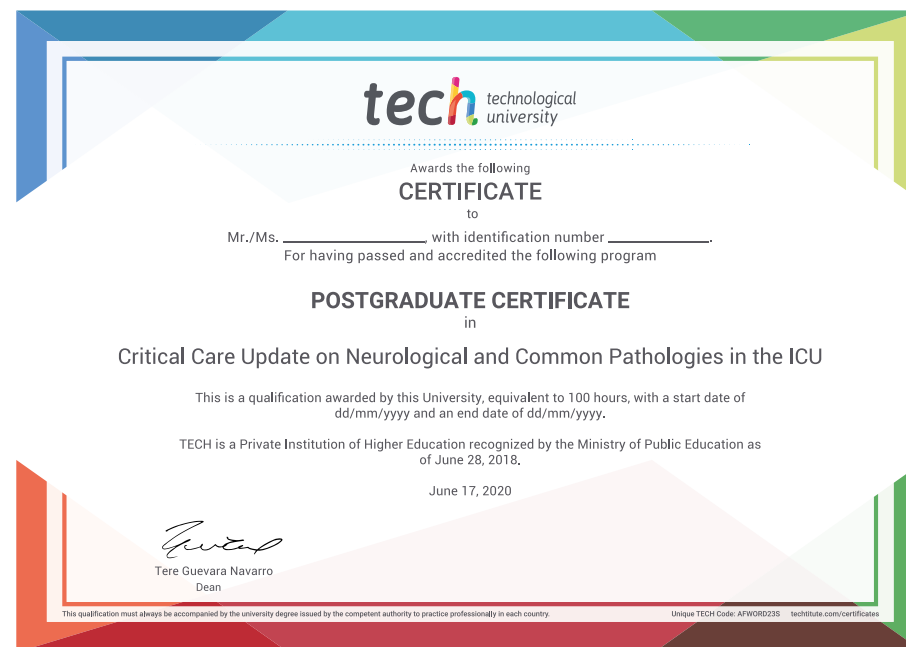 tech technological
university
Awards the following
CERTIFICATE
to
Mr./Ms. ____________, with identification number ____________.
For having passed and accredited the following program
POSTGRADUATE CERTIFICATE
in
Critical Care Update on Neurological and Common Pathologies in the ICU
This is a qualification awarded by this University, equivalent to 100 hours, with a start date of
dd/mm/yyyy and an end date of dd/mm/yyyy.
TECH is a Private Institution of Higher Education recognized by the Ministry of Public Education as
of June 28, 2018.
June 17, 2020
Tere Guevara Navarro
Dean
This qualification must always be accompanied by the university degree issued by the competent authority to practice professionally in each country.
Unique TECH Code: AFWORD23S techtitute.com/certificates